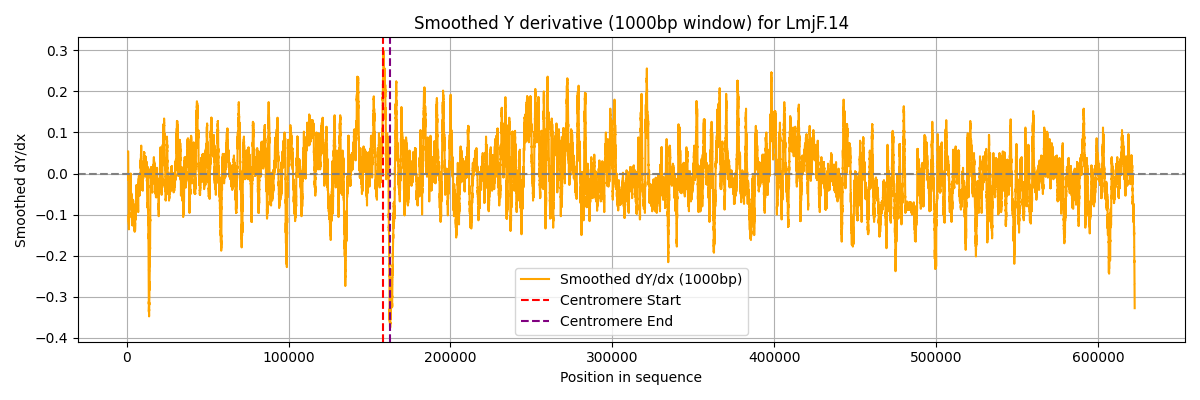 Smoothed Y derivative (1000bp window) for LmjF.14
Smoothed dY/dx
0.3
0.2
0.1
0.0
−0.1
−0.2
−0.3
−0.4
Smoothed dY/dx (1000bp)
Centromere Start
Centromere End
0 100000 200000 300000 400000 500000 600000
Position in sequence